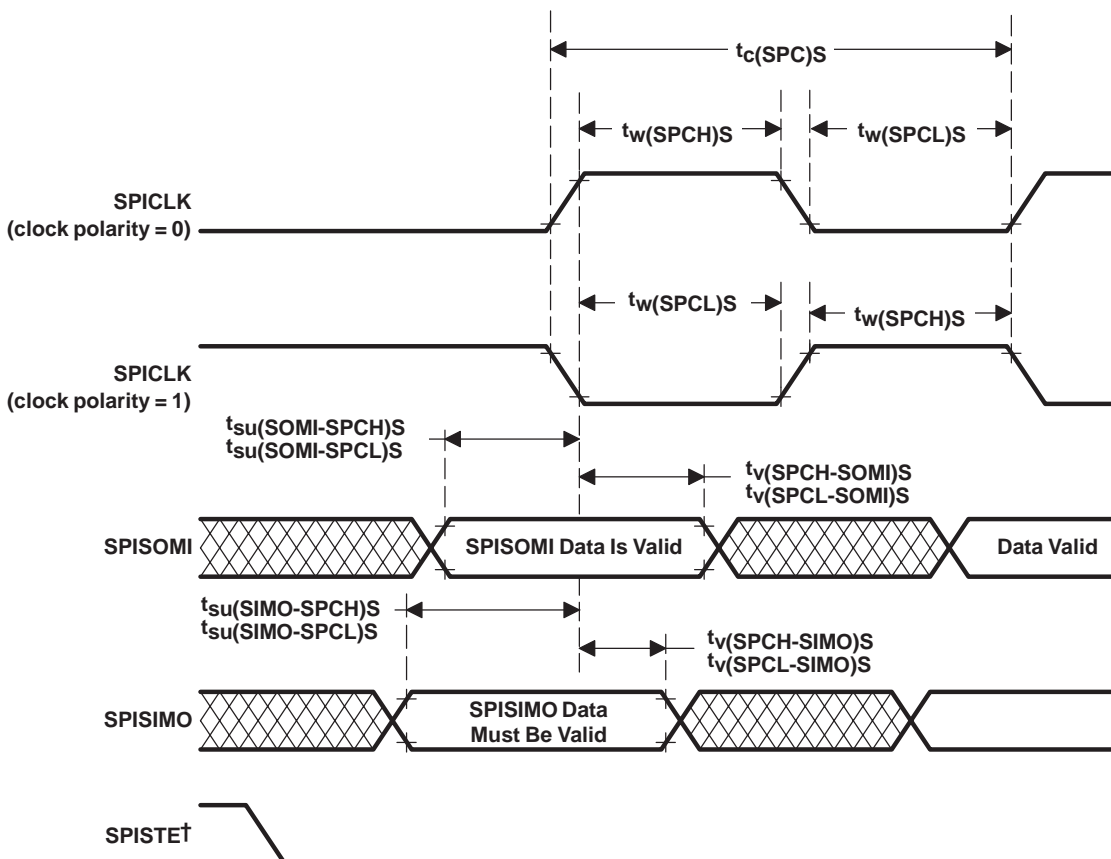 tc(SPC)S
tw(SPCH)S
tw(SPCL)S
SPICLK
(clock polarity = 0)
tw(SPCL)S
tw(SPCH)S
SPICLK
(clock polarity = 1)
tsu(SOMI-SPCH)S
tsu(SOMI-SPCL)S
tv(SPCH-SOMI)S
tv(SPCL-SOMI)S
SPISOMI
SPISOMI Data Is Valid
Data Valid
tsu(SIMO-SPCH)S
tsu(SIMO-SPCL)S
tv(SPCH-SIMO)S
tv(SPCL-SIMO)S
SPISIMO
SPISIMO Data
Must Be Valid
SPISTE†